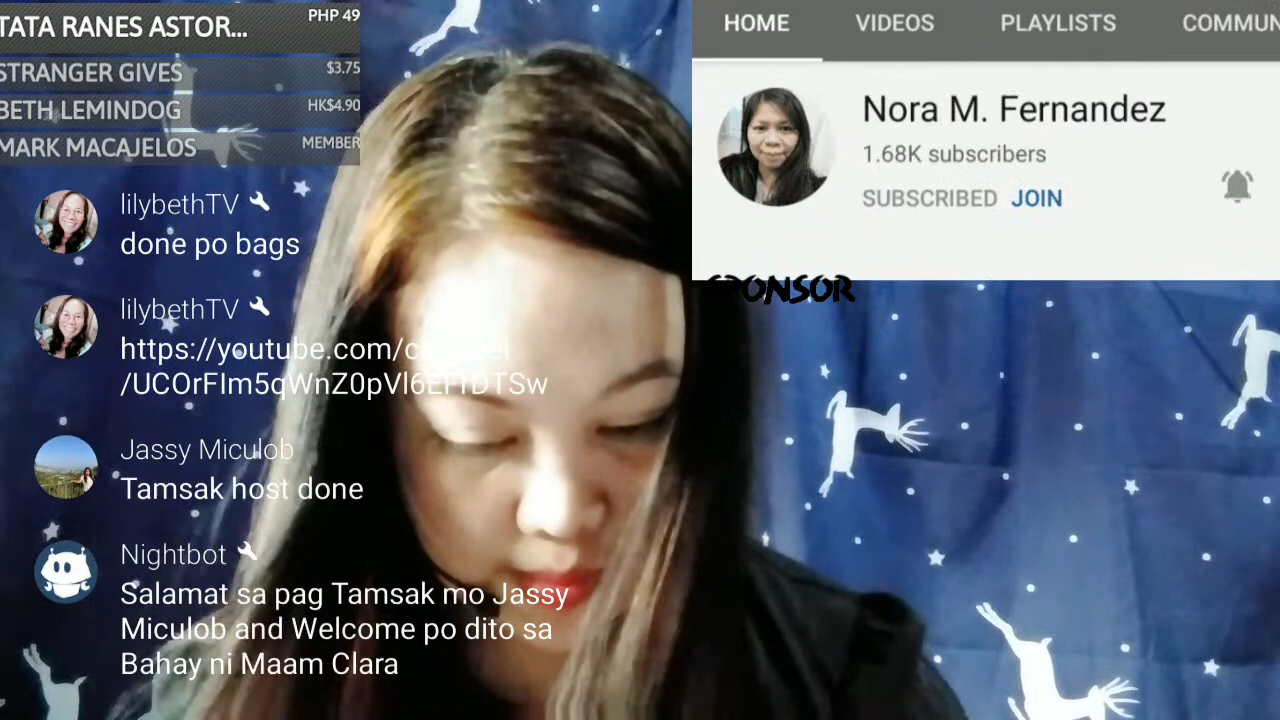 TATA RANES ASTOR...
PHP 49
STRANGER GIVES
$3.75
BETH LEMINDOG
HK$4.90
MARK MACAJELOS
MEMBER
lilybethTV
done po bags
lilybethTV
https://youtube.com/channel
Jassy Miculob
Tamsak host done
Nightbot
Salamat sa pag Tamsak mo Jassy
Miculob and Welcome po dito sa
Bahay ni Maam Clara
HOME
VIDEOS
PLAYLISTS
COMMUN
Nora M. Fernandez
1.68K subscribers
SUBSCRIBED JOIN
SPONSOR